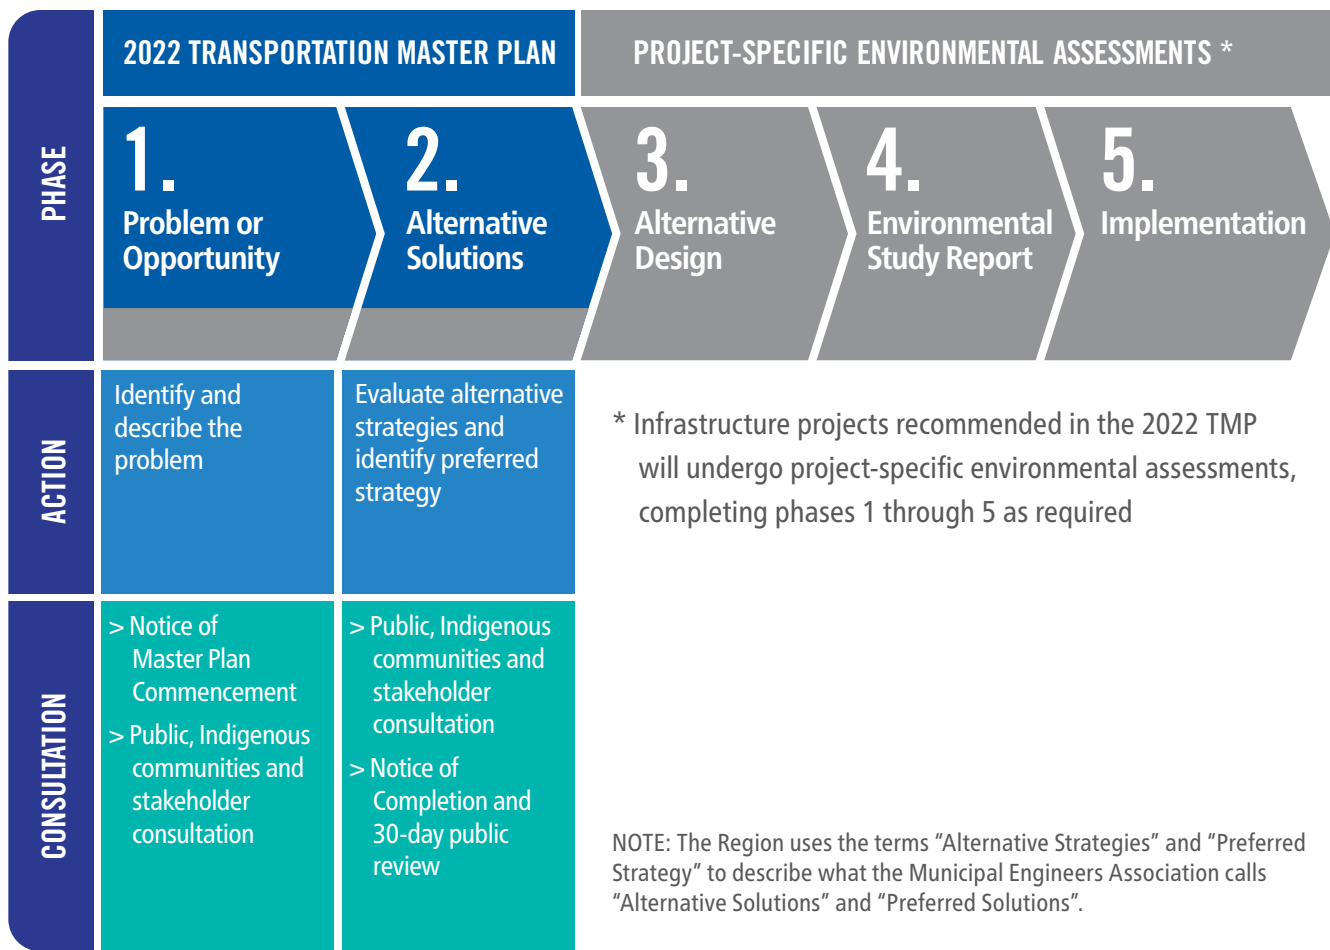 2022 TRANSPORTATION MASTER PLAN
PROJECT-SPECIFIC ENVIRONMENTAL ASSESSMENTS *
PHASE
1.
Problem or
Opportunity
2.
Alternative
Solutions
3.
Alternative
Design
4.
Environmental
Study Report
5.
Implementation
ACTION
Identify and
describe the
problem
Evaluate alternative
strategies and
identify preferred
strategy
* Infrastructure projects recommended in the 2022 TMP
will undergo project-specific environmental assessments,
completing phases 1 through 5 as required
CONSULTATION
> Notice of
Master Plan
Commencement
> Public, Indigenous
communities and
stakeholder
consultation
> Public, Indigenous
communities and
stakeholder
consultation
> Notice of
Completion and
30-day public
review
NOTE: The Region uses the terms “Alternative Strategies” and “Preferred
Strategy” to describe what the Municipal Engineers Association calls
“Alternative Solutions” and “Preferred Solutions”.